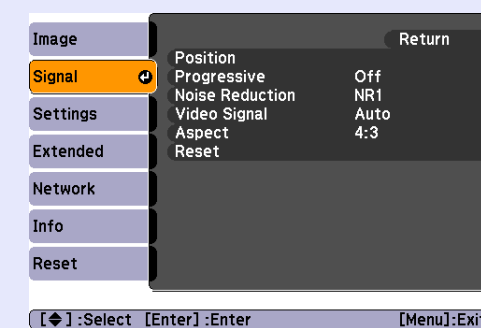 Image
Signal
Settings
Extended
Network
Info
Reset
Return
Position
Progressive Off
Noise Reduction NR1
Video Signal Auto
Aspect 4:3
Reset
[ ] :Select [Enter] :Enter [Menu]:Exit